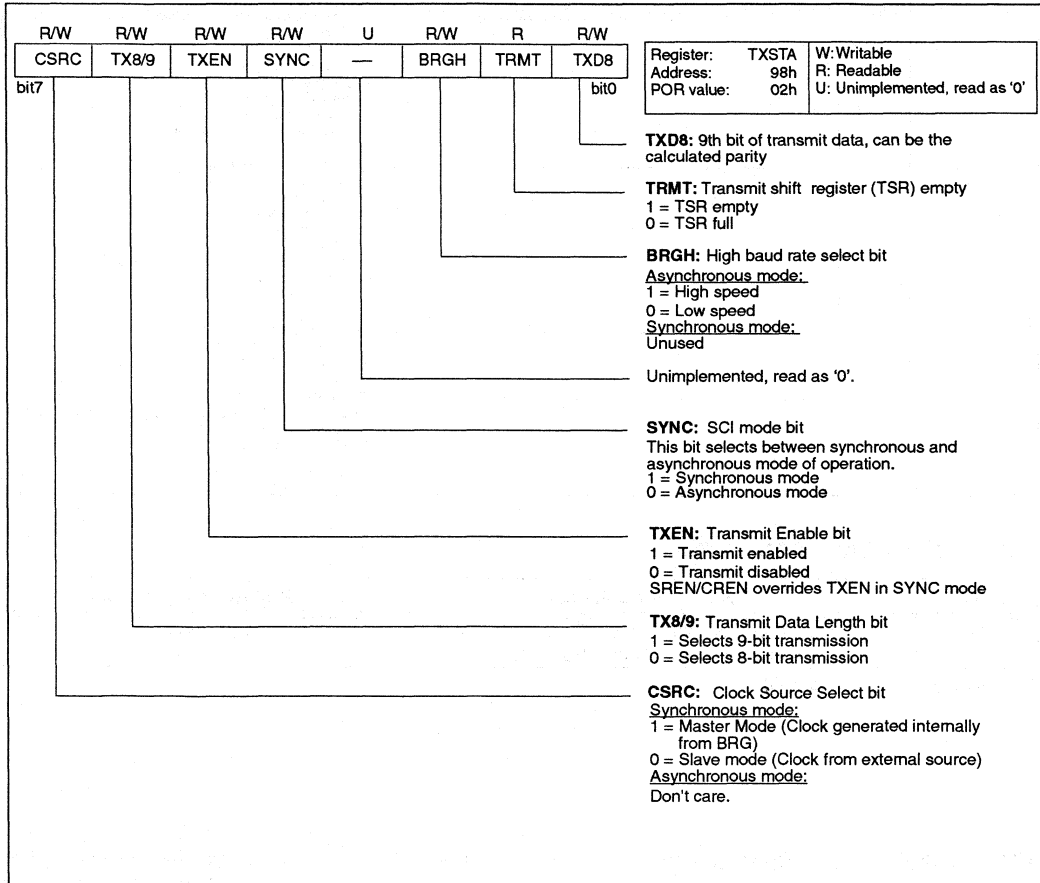 R/W R/W R/W R/W U R/W R R/W
CSRC TX8/9 TXEN SYNC — BRGH TRMT TXD8
bit7 bit0
Register: TXSTA
Address: 98h
POR value: 02h
W: Writable
R: Readable
U: Unimplemented, read as '0'
TXD8: 9th bit of transmit data, can be the
calculated parity
TRMT: Transmit shift register (TSR) empty
1 = TSR empty
0 = TSR full
BRGH: High baud rate select bit
Asynchronous mode:
1 = High speed
0 = Low speed
Synchronous mode:
Unused
Unimplemented, read as '0'.
SYNC: SCI mode bit
This bit selects between synchronous and
asynchronous mode of operation.
1 = Synchronous mode
0 = Asynchronous mode
TXEN: Transmit Enable bit
1 = Transmit enabled
0 = Transmit disabled
SREN/CREN overrides TXEN in SYNC mode
TX8/9: Transmit Data Length bit
1 = Selects 9-bit transmission
0 = Selects 8-bit transmission
CSRC: Clock Source Select bit
Synchronous mode:
1 = Master Mode (Clock generated internally
from BRG)
0 = Slave mode (Clock from external source)
Asynchronous mode:
Don't care.